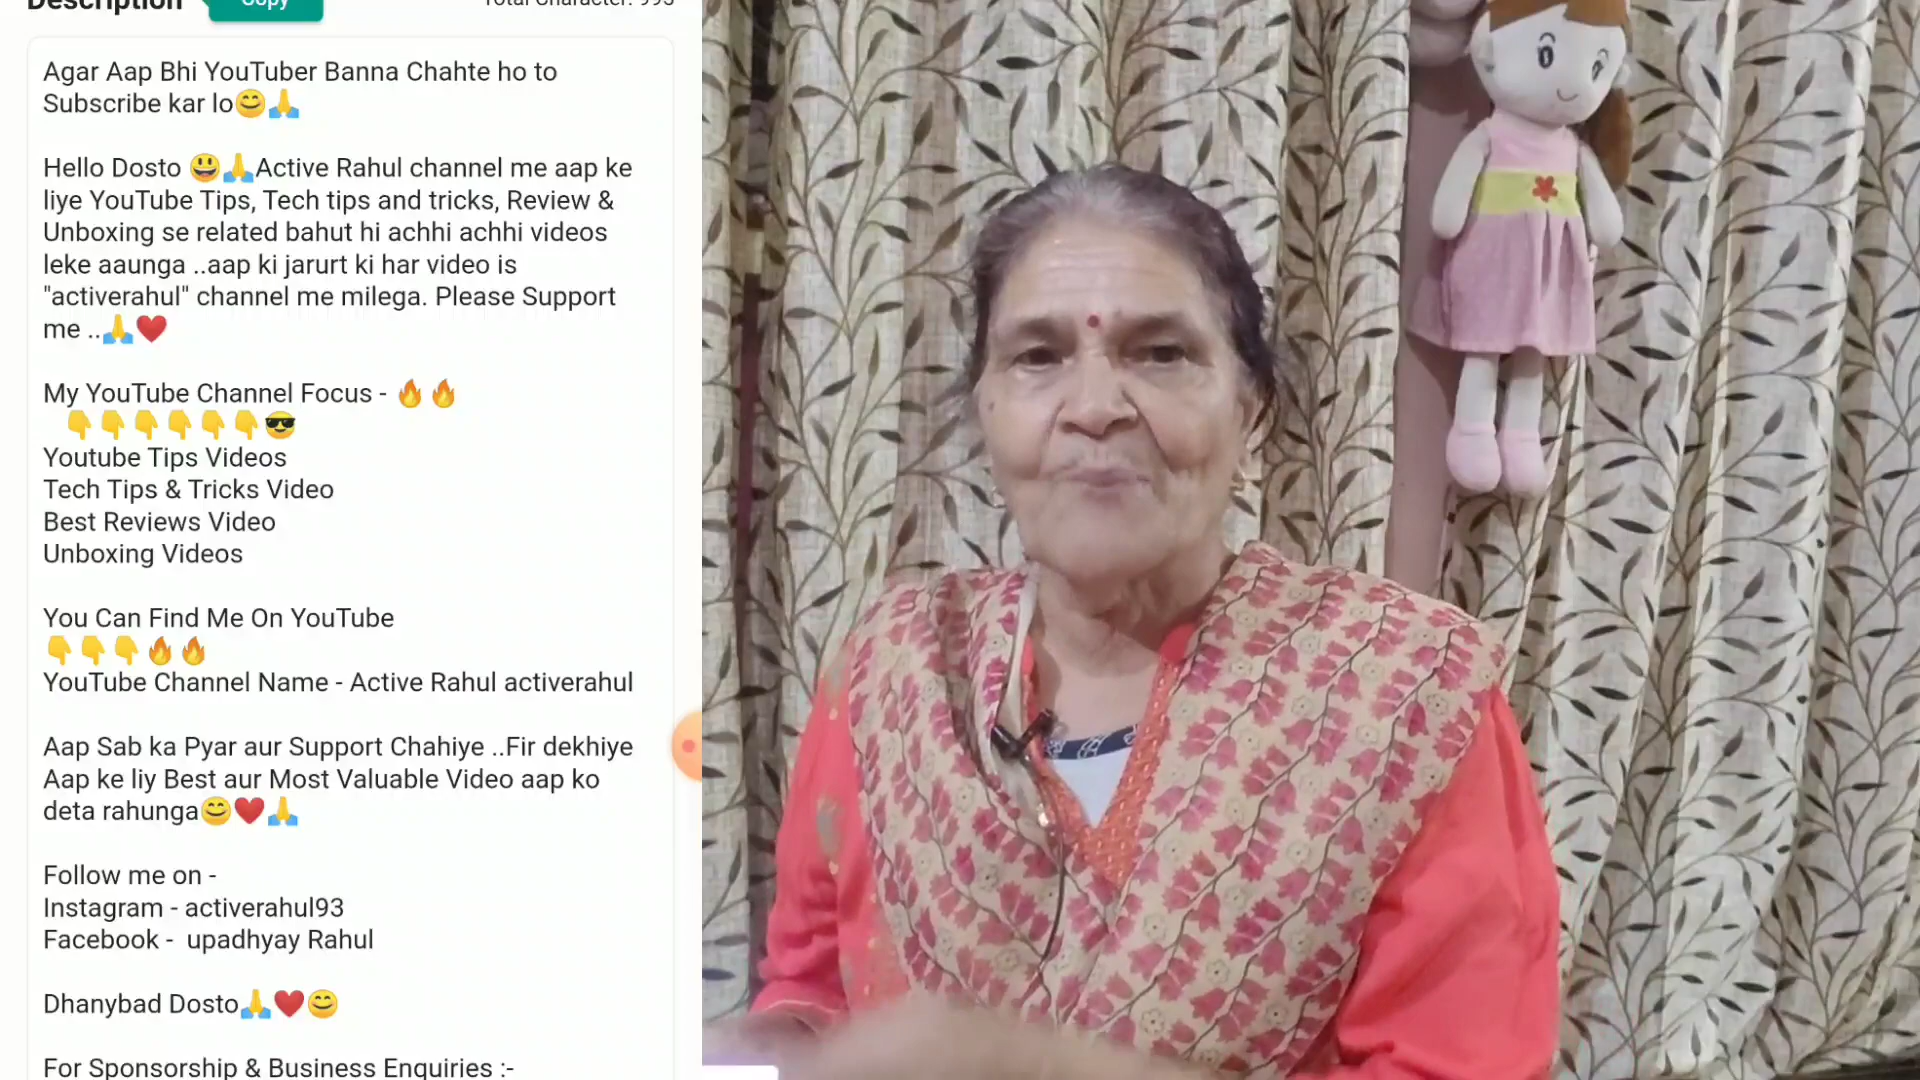 Description Copy Total Character: 993
Agar Aap Bhi YouTuber Banna Chahte ho to
Subscribe kar lo😊🙏
Hello Dosto 😃🙏Active Rahul channel me aap ke
liye YouTube Tips, Tech tips and tricks, Review &
Unboxing se related bahut hi achhi achhi videos
leke aaunga ..aap ki jarurt ki har video is
"activerahul" channel me milega. Please Support
me ..🙏❤️
My YouTube Channel Focus - 🔥🔥
👇👇👇👇👇👇😎
Youtube Tips Videos
Tech Tips & Tricks Video
Best Reviews Video
Unboxing Videos
You Can Find Me On YouTube
👇👇👇🔥🔥
YouTube Channel Name - Active Rahul activerahul
Aap Sab ka Pyar aur Support Chahiye ..Fir dekhiye
Aap ke liy Best aur Most Valuable Video aap ko
deta rahunga😊❤️🙏
Follow me on -
Instagram - activerahul93
Facebook -  upadhyay Rahul
Dhanybad Dosto🙏❤️😊
For Sponsorship & Business Enquiries :-